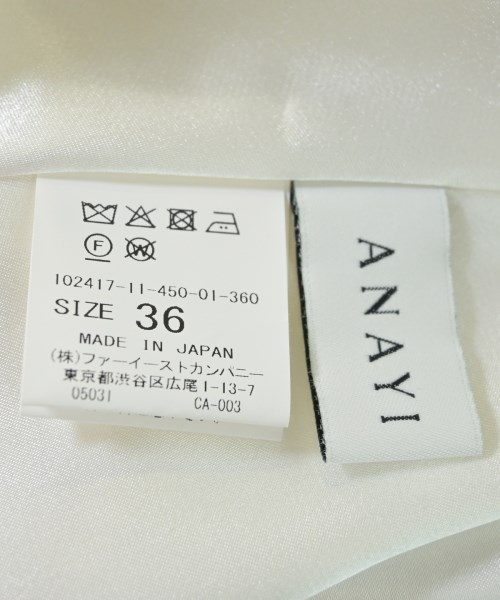 F W
102417-11-450-01-360
SIZE 36
MADE IN JAPAN
(株)ファーイーストカンパニー
東京都渋谷区広尾1-13-7
05031 CA-003
ANAYI